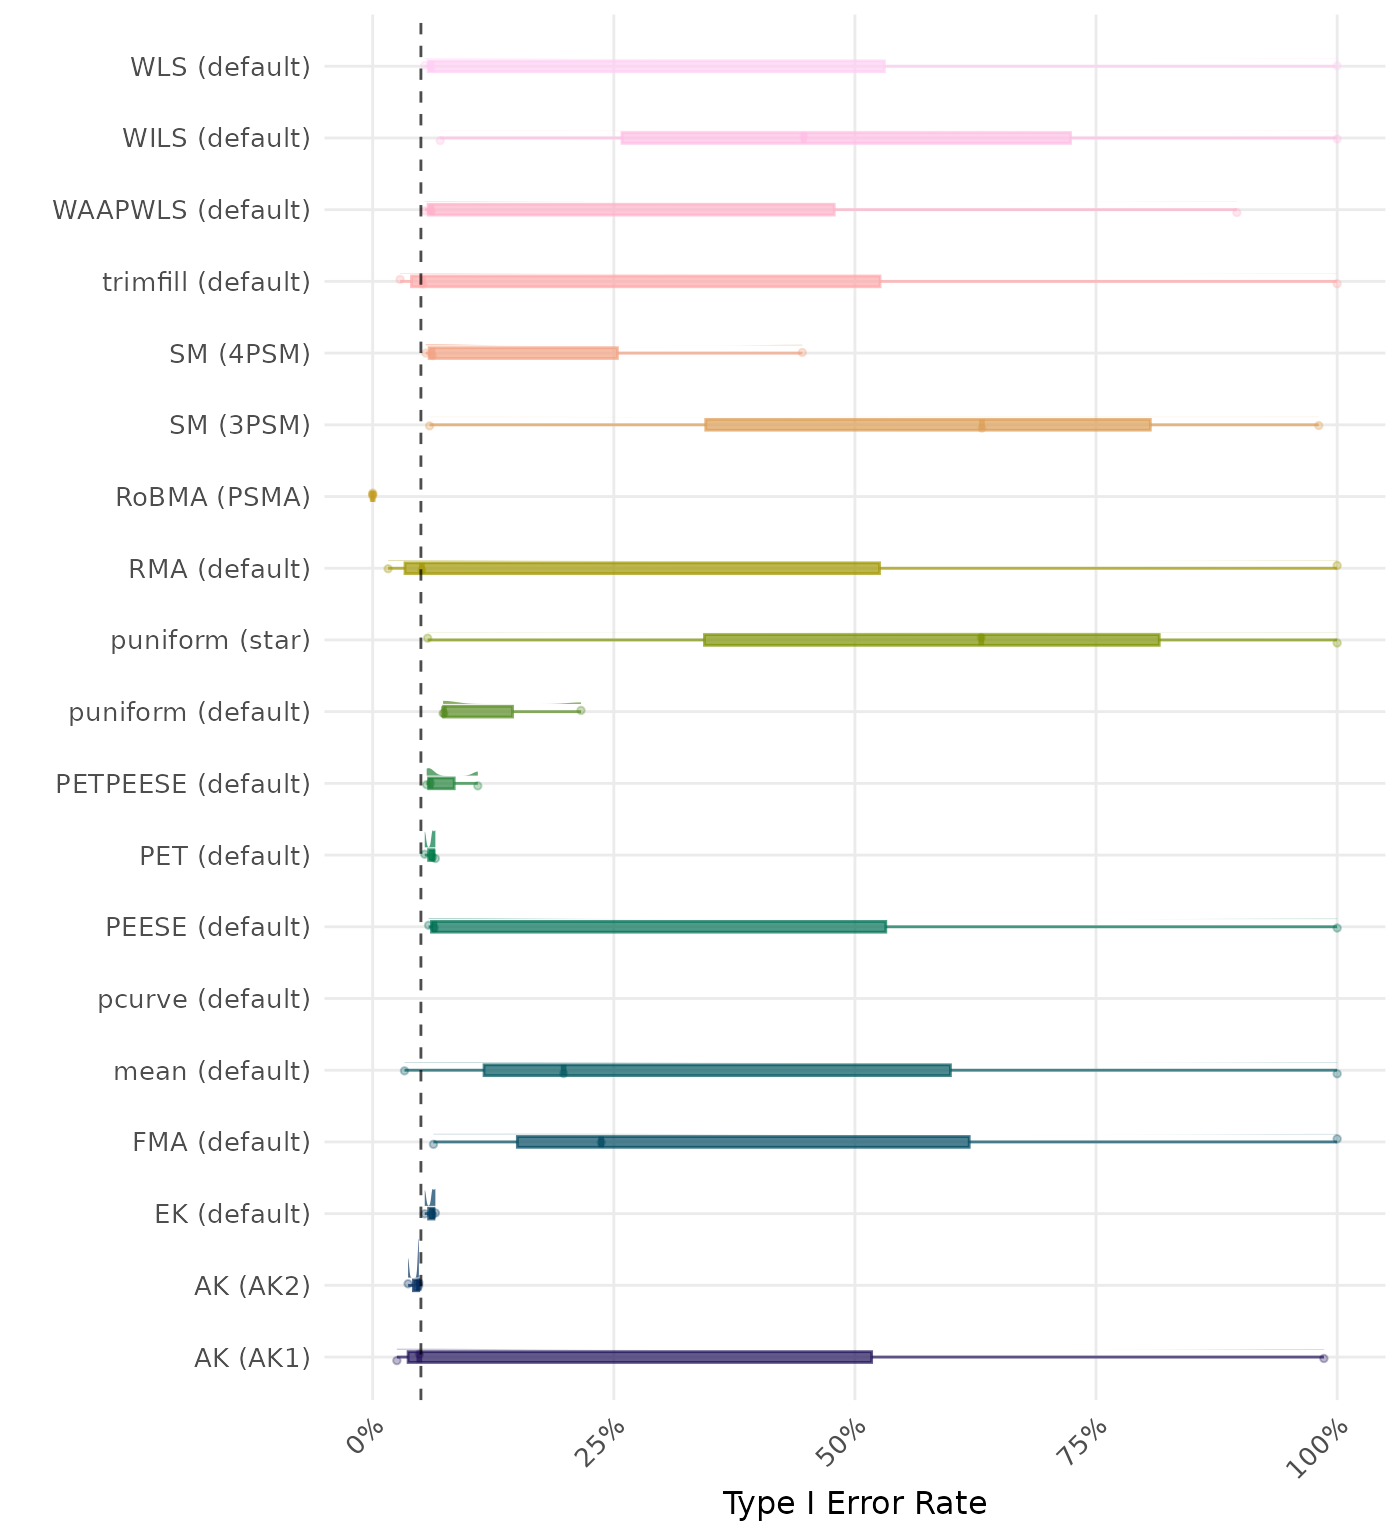 WLS (default)
WILS (default)
WAAPWLS (default)
trimfill (default)
SM (4PSM)
SM (3PSM)
RoBMA (PSMA)
RMA (default)
puniform (star)
puniform (default)
PETPEESE (default)
PET (default)
PEESE (default)
pcurve (default)
mean (default)
FMA (default)
EK (default)
AK (AK2)
AK (AK1)
0% 25% 50% 75% 100%
Type I Error Rate